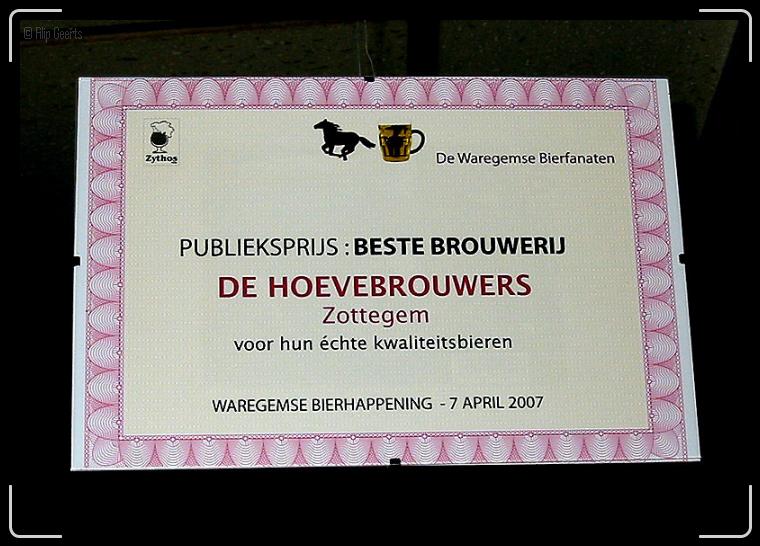 © Filip Geerts
Zythos
De Waregemse Bierfanaten
PUBLIEKSPRIJS : BESTE BROUWERIJ
DE HOEVEBROUWERS
Zottegem
voor hun échte kwaliteitsbieren
WAREGEMSE BIERHAPPENING - 7 APRIL 2007